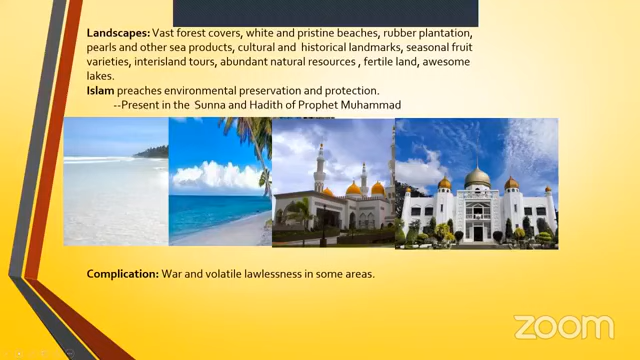 Landscapes: Vast forest covers, white and pristine beaches, rubber plantation,
pearls and other sea products, cultural and historical landmarks, seasonal fruit
varieties, interisland tours, abundant natural resources , fertile land, awesome
lakes.
Islam preaches environmental preservation and protection.
--Present in the Sunna and Hadith of Prophet Muhammad
Complication: War and volatile lawlessness in some areas.
zoom